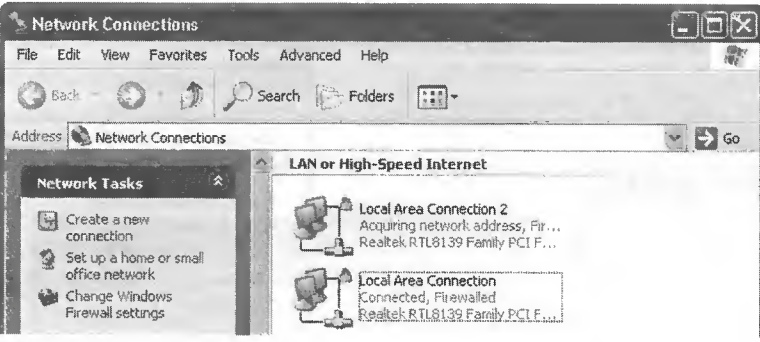 Network Connections
File Edit View Favorites Tools Advanced Help
Back Search Folders
Address Network Connections Go
Network Tasks
Create a new
connection
Set up a home or small
office network
Change Windows
Firewall settings
LAN or High-Speed Internet
Local Area Connection 2
Acquiring network address, Fir...
Realtek RTL8139 Family PCI F...
Local Area Connection
Connected, Firewalled
Realtek RTL8139 Family PCI F...